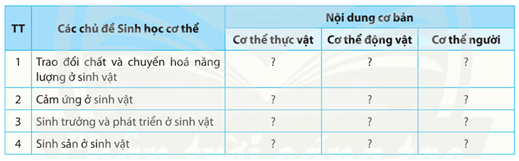 TT Các chủ đề Sinh học cơ thể Nội dung cơ bản
Cơ thể thực vật Cơ thể động vật Cơ thể người
1 Trao đổi chất và chuyển hoá năng lượng ở sinh vật ? ? ?
2 Cảm ứng ở sinh vật ? ? ?
3 Sinh trưởng và phát triển ở sinh vật ? ? ?
4 Sinh sản ở sinh vật ? ? ?